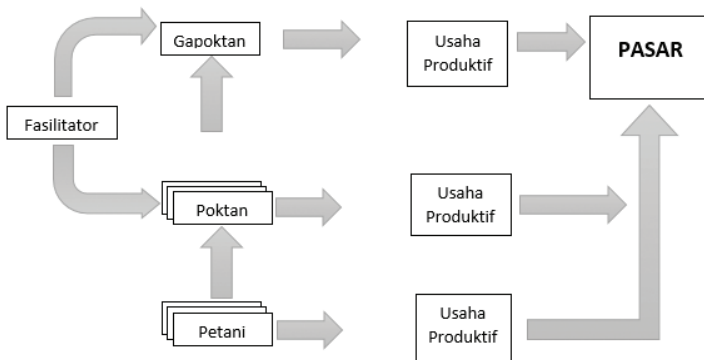 Gapoktan
Usaha
Produktif
PASAR
Fasilitator
Poktan
Usaha
Produktif
Petani
Usaha
Produktif